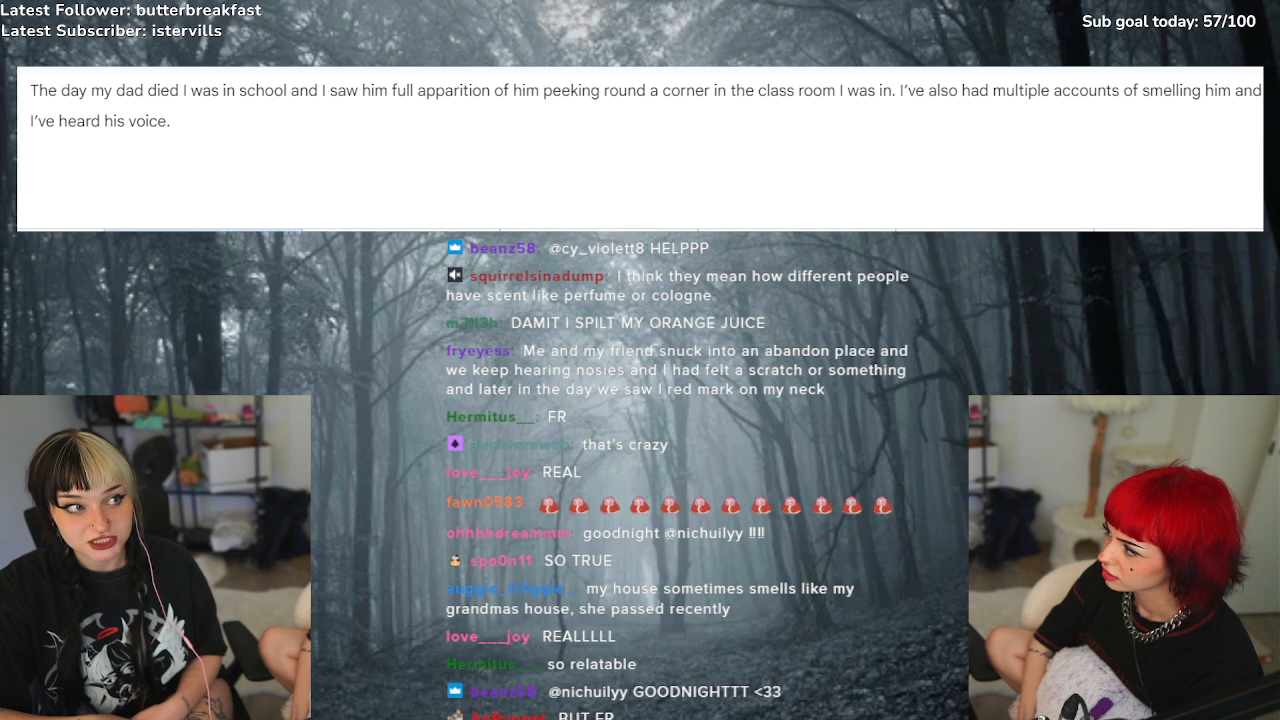 Latest Follower: butterbreakfast
Latest Subscriber: istervills
Sub goal today: 57/100
The day my dad died I was in school and I saw him full apparition of him peeking round a corner in the class room I was in. I've also had multiple accounts of smelling him and
I've heard his voice.
beanz58: @cy_violett8 HELPPP
squirrelsinadump: I think they mean how different people
have scent like perfume or cologne
m3ll3h: DAMIT I SPILT MY ORANGE JUICE
fryeyess: Me and my friend snuck into an abandon place and
we keep hearing nosies and I had felt a scratch or something
and later in the day we saw I red mark on my neck
Hermitus__: FR
that's crazy
love___joy: REAL
fawn0583:
ohhhhdreammm: goodnight @nichuilyy !!!!
spo0n11: SO TRUE
my house sometimes smells like my
grandmas house, she passed recently
love___joy: REALLLLL
Hermitus__: so relatable
beanz58: @nichuilyy GOODNIGHTTT <33
BUT FR